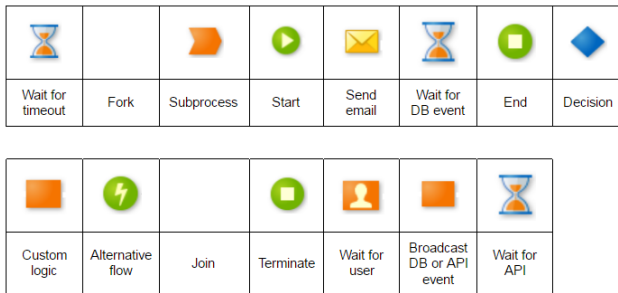 Wait for
timeout
Fork
Subprocess
Start
Send
email
Wait for
DB event
End
Decision
Custom
logic
Alternative
flow
Join
Terminate
Wait for
user
Broadcast
DB or API
event
Wait for
API